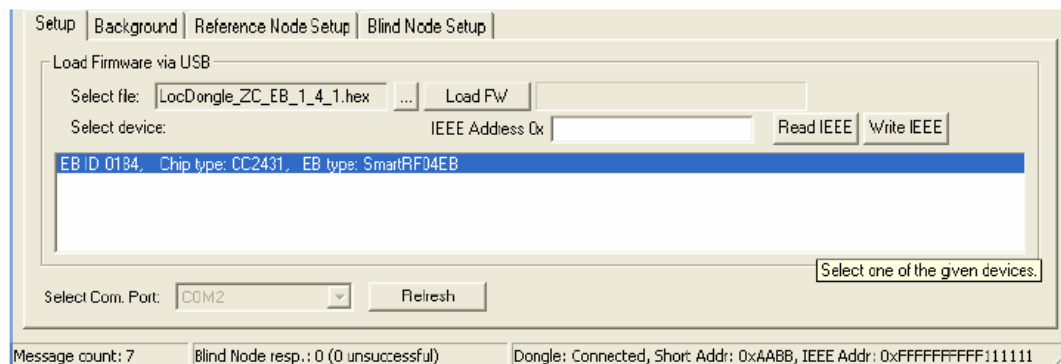 Setup Background Reference Node Setup Blind Node Setup
Load Firmware via USB
Select file: LocDongle_ZC_EB_1_4_1.hex ... Load FW
Select device: IEEE Address 0x Read IEEE Write IEEE
EB ID 0184, Chip type: CC2431, EB type: SmartRF04EB
Select one of the given devices.
Select Com. Port: COM2 Refresh
Message count: 7 Blind Node resp.: 0 (0 unsuccessful) Dongle: Connected, Short Addr: 0xAABB, IEEE Addr: 0xFFFFFFFFFF111111